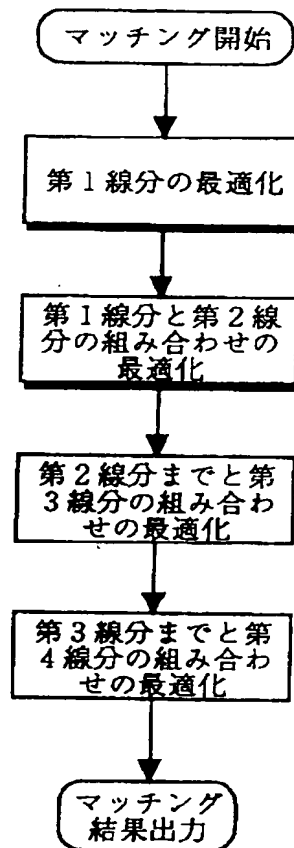 マッチング開始
第1線分の最適化
第1線分と第2線
分の組み合わせの
最適化
第2線分までと第
3線分の組み合わ
せの最適化
第3線分までと第
4線分の組み合わ
せの最適化
マッチング
結果出力